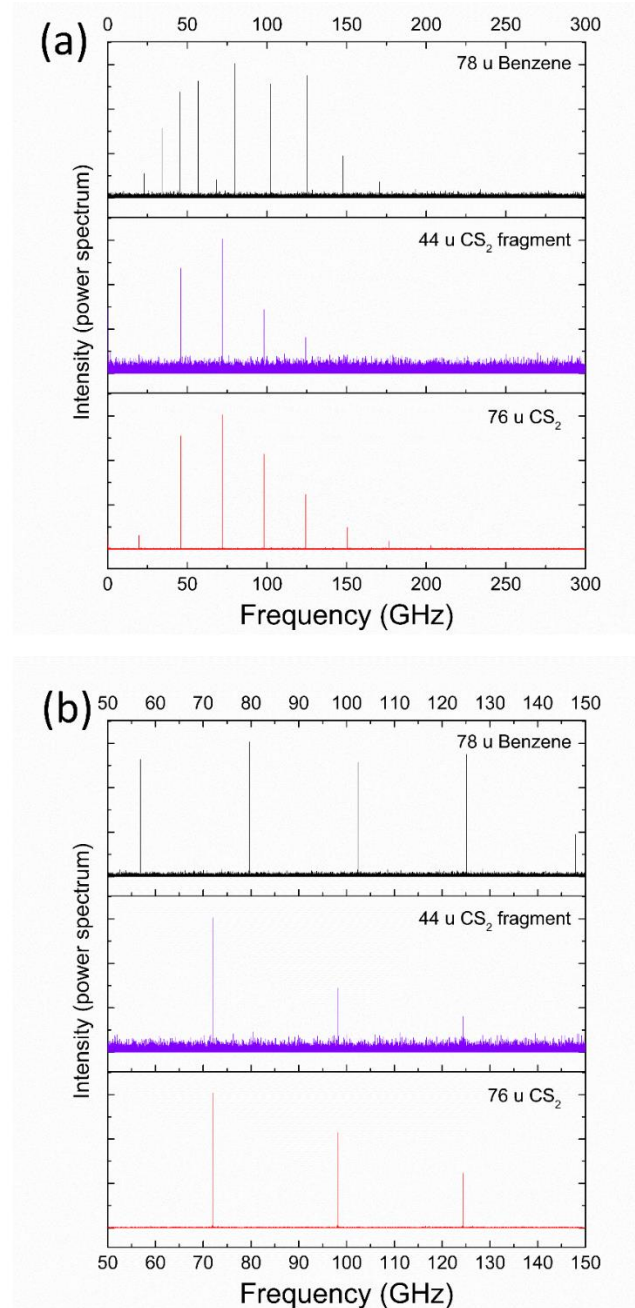 (a)
0 50 100 150 200 250 300
78 u Benzene
44 u CS₂ fragment
76 u CS₂
Intensity (power spectrum)
0 50 100 150 200 250 300
Frequency (GHz)
(b)
50 60 70 80 90 100 110 120 130 140 150
78 u Benzene
44 u CS₂ fragment
76 u CS₂
Intensity (power spectrum)
50 60 70 80 90 100 110 120 130 140 150
Frequency (GHz)